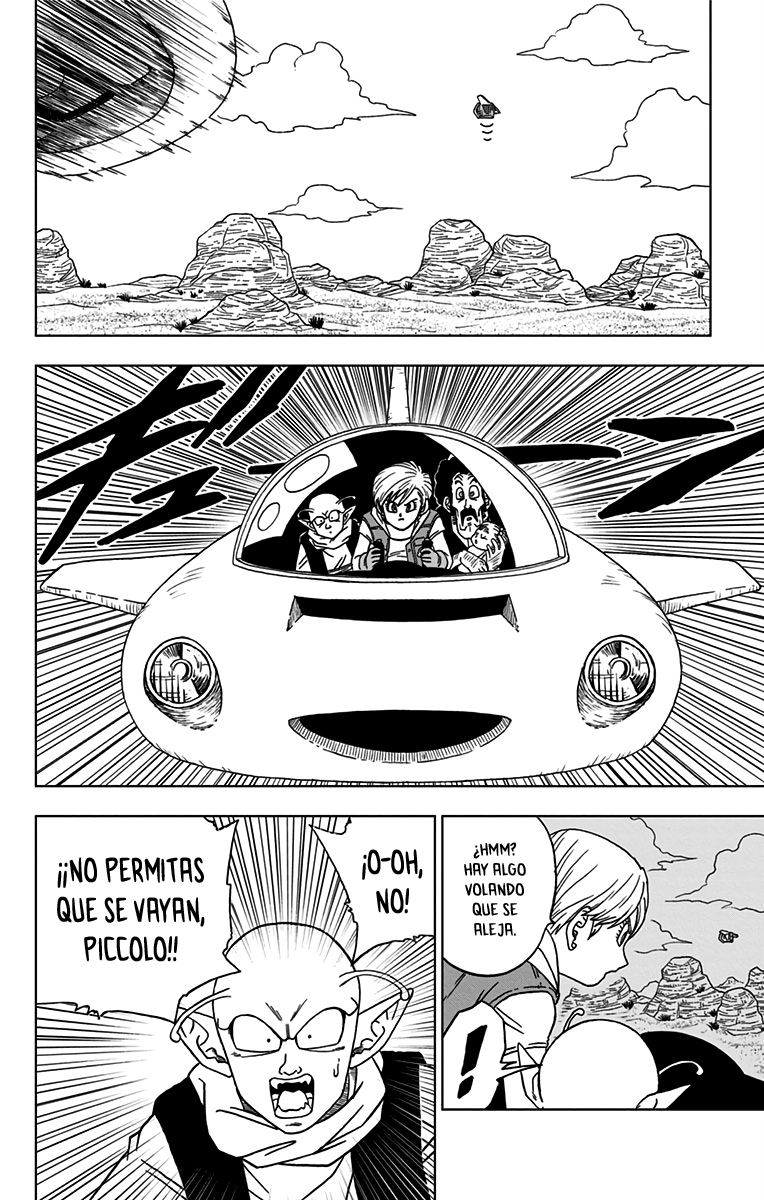 ¿HMM?
HAY ALGO
VOLANDO
QUE SE
ALEJA.
!
¡O-OH,
NO!
¡¡NO PERMITAS
QUE SE VAYAN,
PICCOLO!!